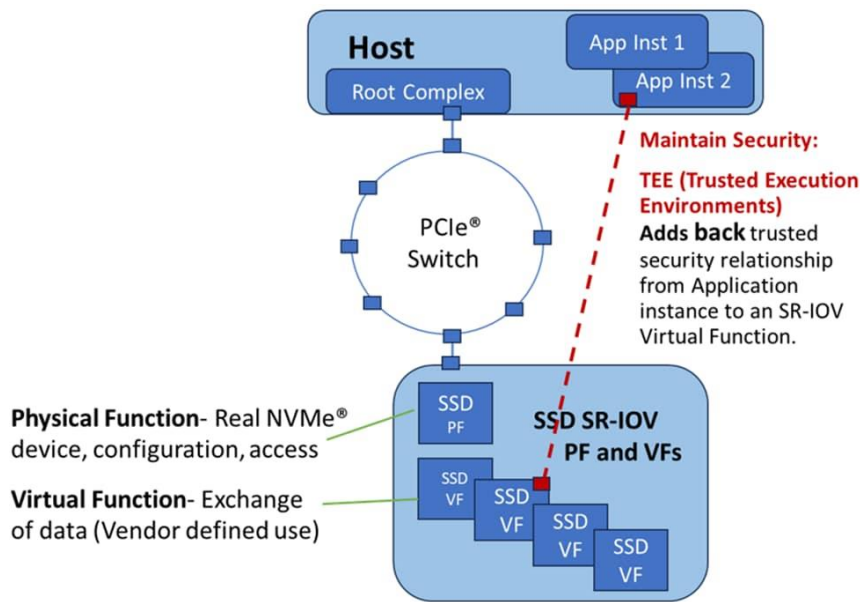 Host
App Inst 1
App Inst 2
Root Complex
Maintain Security:
TEE (Trusted Execution
Environments)
Adds back trusted
security relationship
from Application
instance to an SR-IOV
Virtual Function.
PCIe®
Switch
Physical Function- Real NVMe®
device, configuration, access
Virtual Function- Exchange
of data (Vendor defined use)
SSD
PF
SSD SR-IOV
PF and VFs
SSD
VF
SSD
VF
SSD
VF
SSD
VF